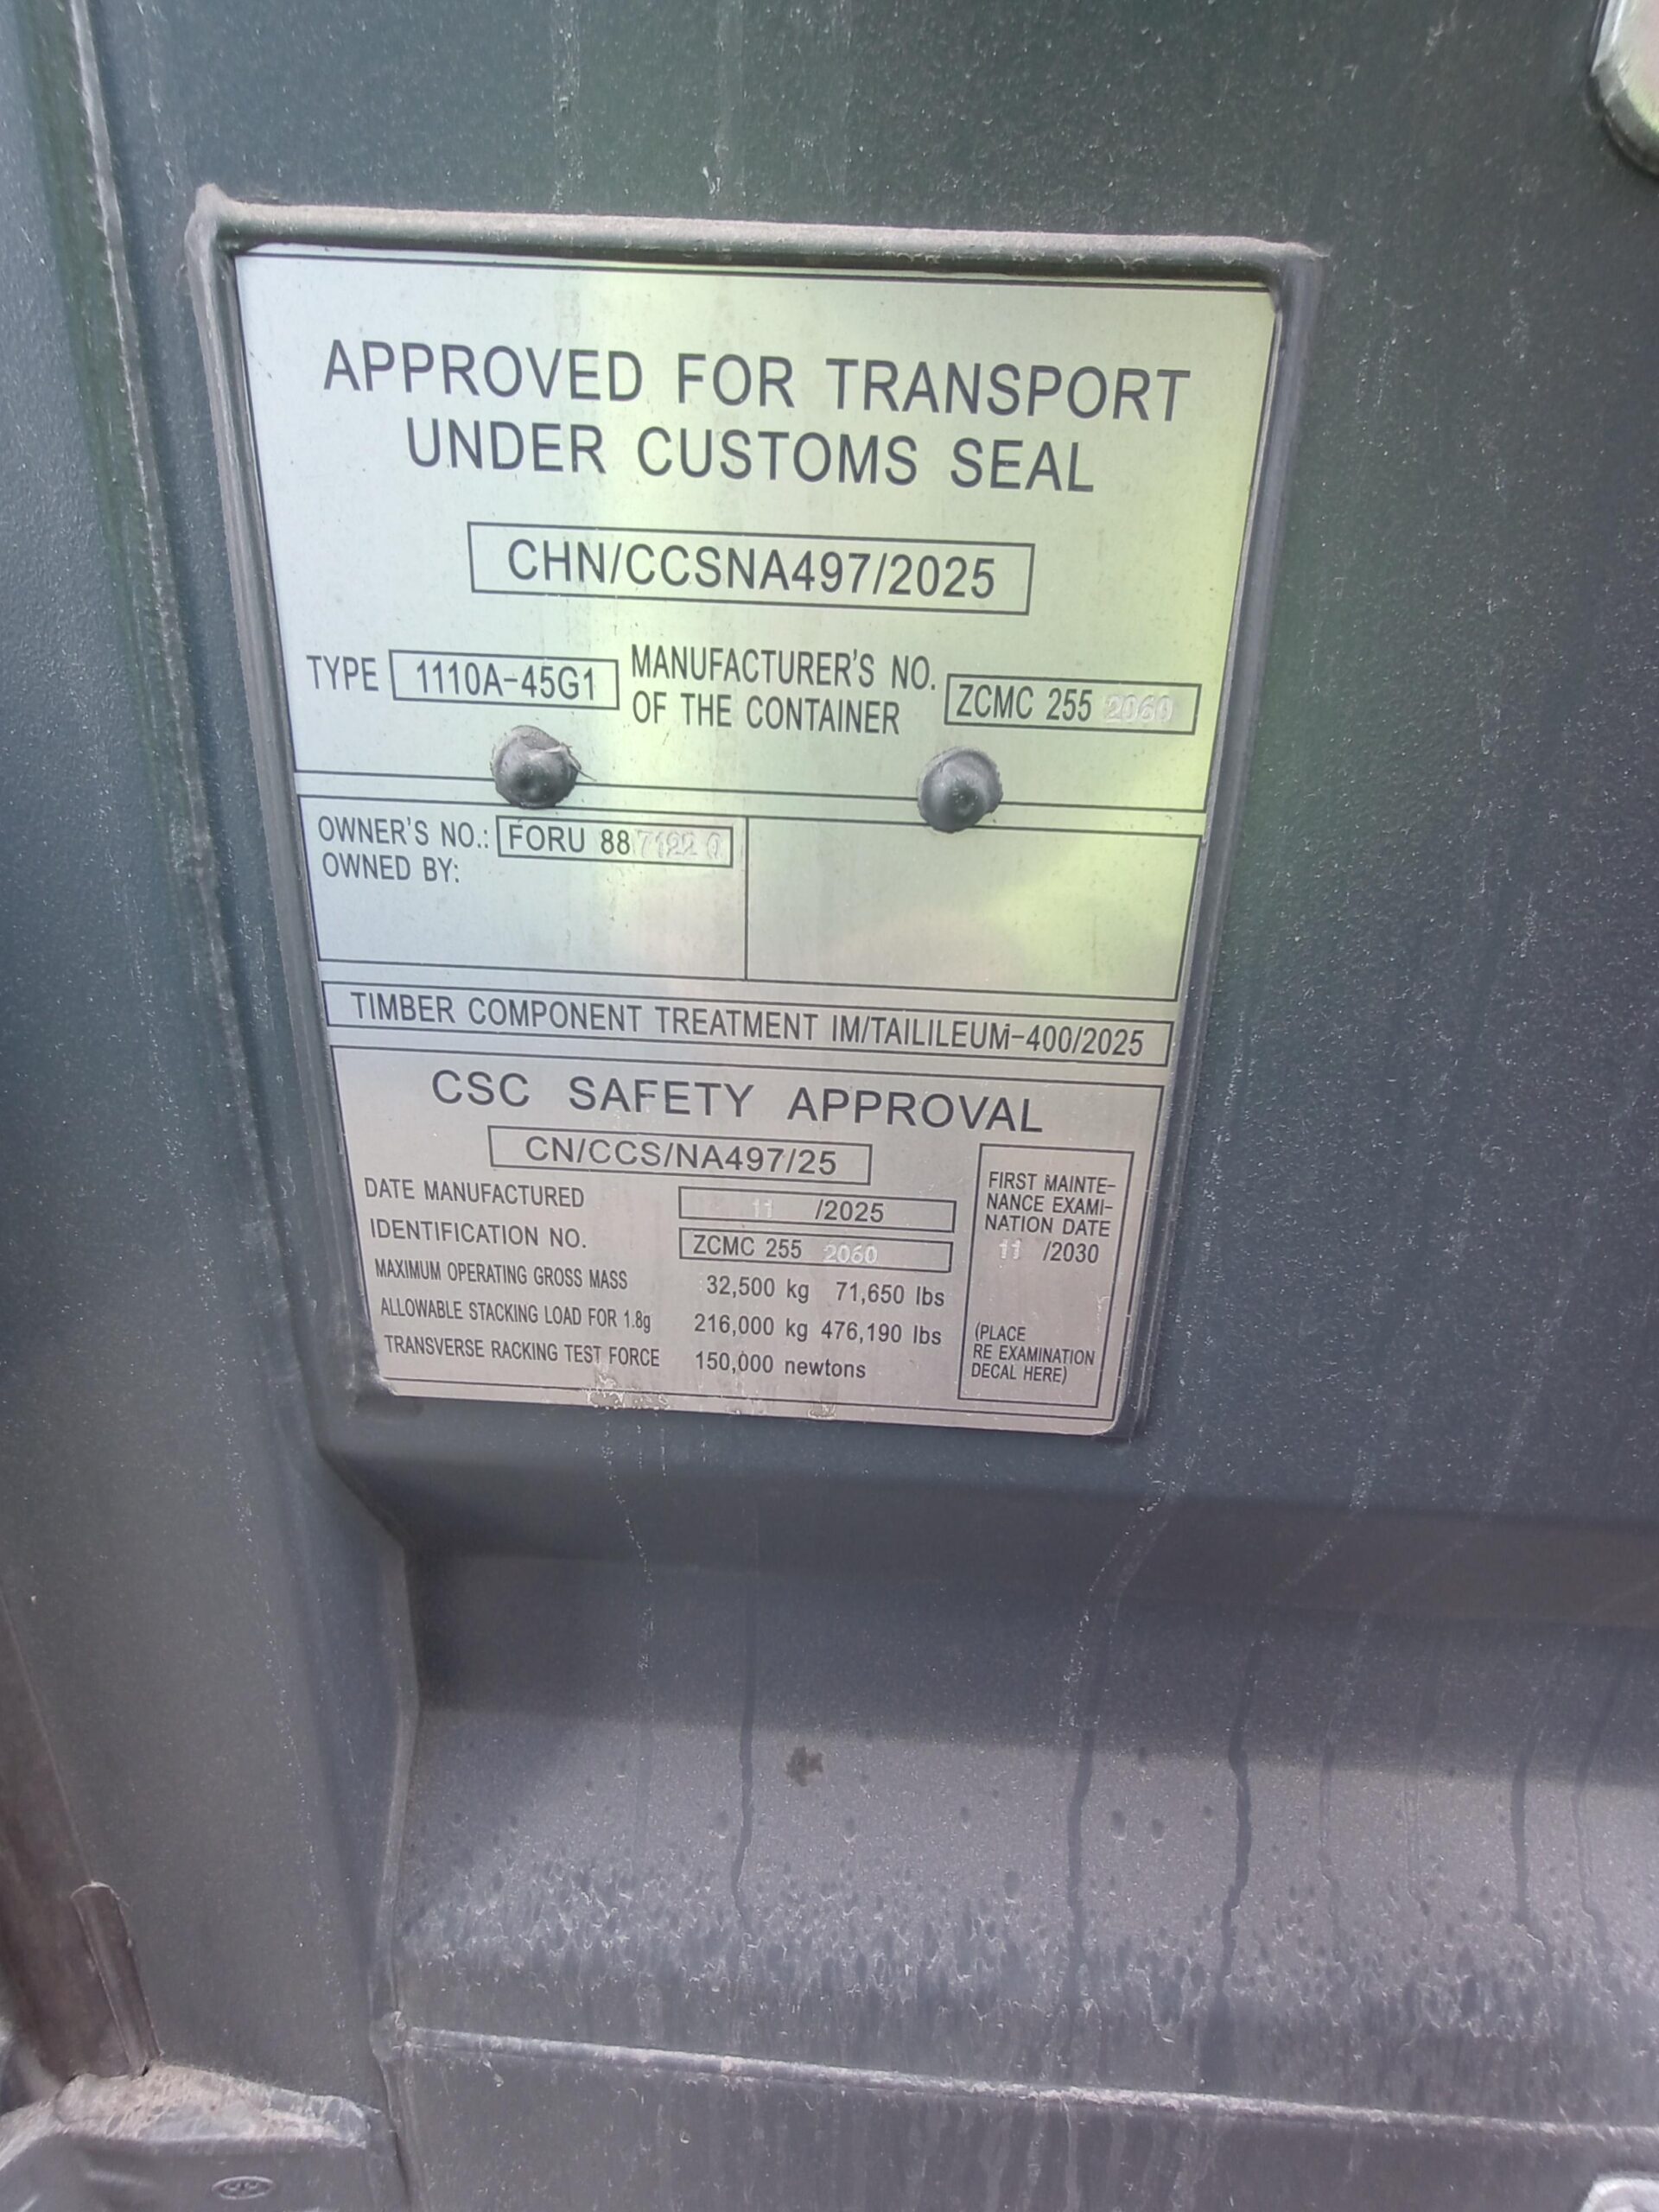 APPROVED FOR TRANSPORT
UNDER CUSTOMS SEAL
CHN/CCSNA497/2025
TYPE 1110A-45G1 MANUFACTURER'S NO. OF THE CONTAINER ZCMC 255 2060
OWNER'S NO.: FORU 887122 0
OWNED BY:
TIMBER COMPONENT TREATMENT IM/TAILILEUM-400/2025
CSC SAFETY APPROVAL
CN/CCS/NA497/25
DATE MANUFACTURED 11 /2025
IDENTIFICATION NO. ZCMC 255 2060
MAXIMUM OPERATING GROSS MASS 32,500 kg 71,650 lbs
ALLOWABLE STACKING LOAD FOR 1.8g 216,000 kg 476,190 lbs
TRANSVERSE RACKING TEST FORCE 150,000 newtons
FIRST MAINTE-
NANCE EXAMI-
NATION DATE
11 /2030
(PLACE
RE EXAMINATION
DECAL HERE)